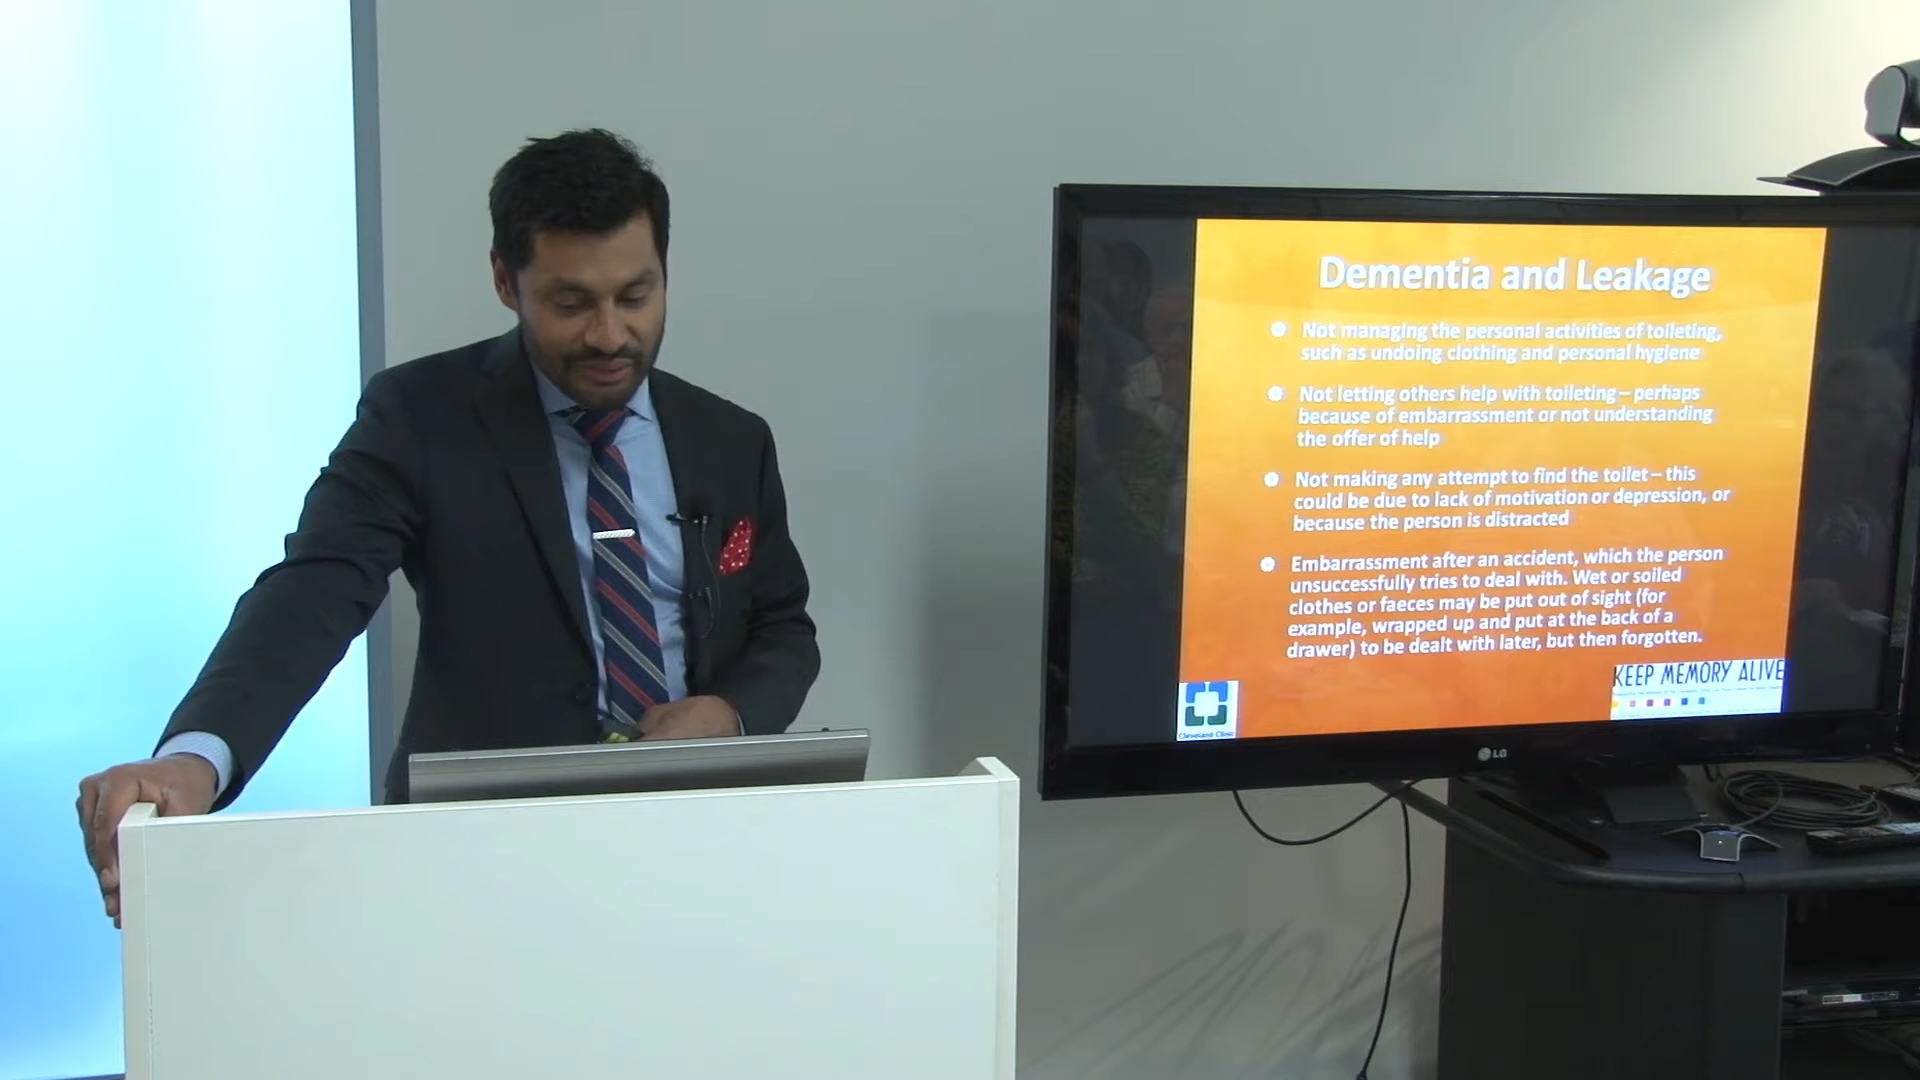 Dementia and Leakage
Not managing the personal activities of toileting,
such as undoing clothing and personal hygiene
Not letting others help with toileting – perhaps
because of embarrassment or not understanding
the offer of help
Not making any attempt to find the toilet – this
could be due to lack of motivation or depression, or
because the person is distracted
Embarrassment after an accident, which the person
unsuccessfully tries to deal with. Wet or soiled
clothes or faeces may be put out of sight (for
example, wrapped up and put at the back of a
drawer) to be dealt with later, but then forgotten.
KEEP MEMORY ALIVE
Cleveland Clinic
LG